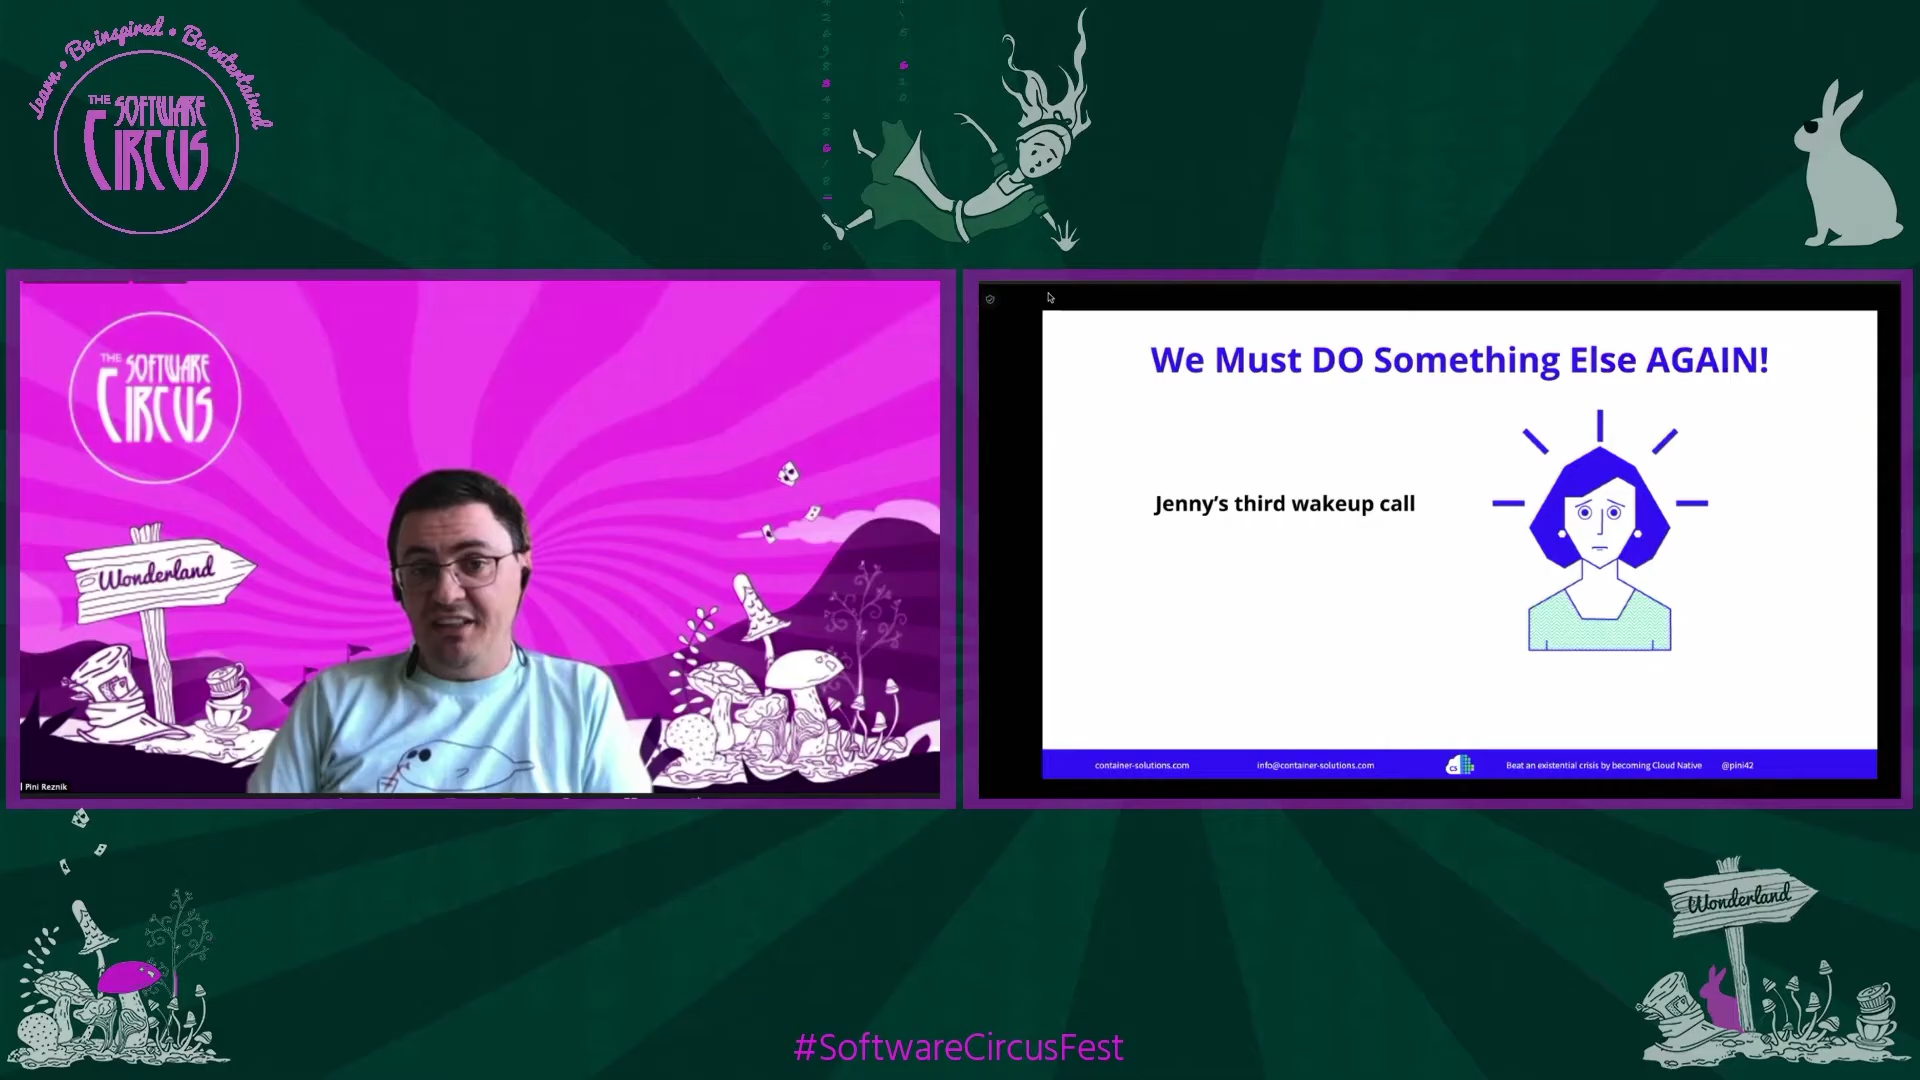 Learn • Be inspired • Be entertained
THE SOFTWARE
CIRCUS
THE SOFTWARE
CIRCUS
Wonderland
Pini Reznik
We Must DO Something Else AGAIN!
Jenny’s third wakeup call
container-solutions.com
info@container-solutions.com
CS
Beat an existential crisis by becoming Cloud Native
@pini42
Wonderland
#SoftwareCircusFest